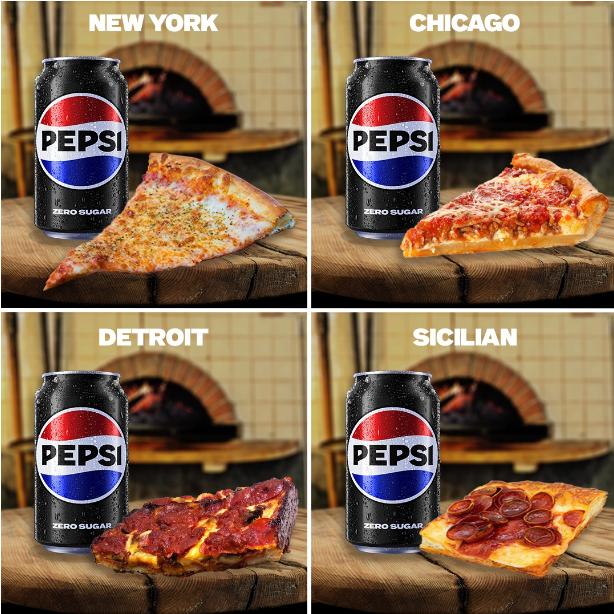 NEW YORK
PEPSI
ZERO SUGAR
CHICAGO
PEPSI
ZERO SUGAR
DETROIT
PEPSI
ZERO SUGAR
SICILIAN
PEPSI
ZERO SUGAR